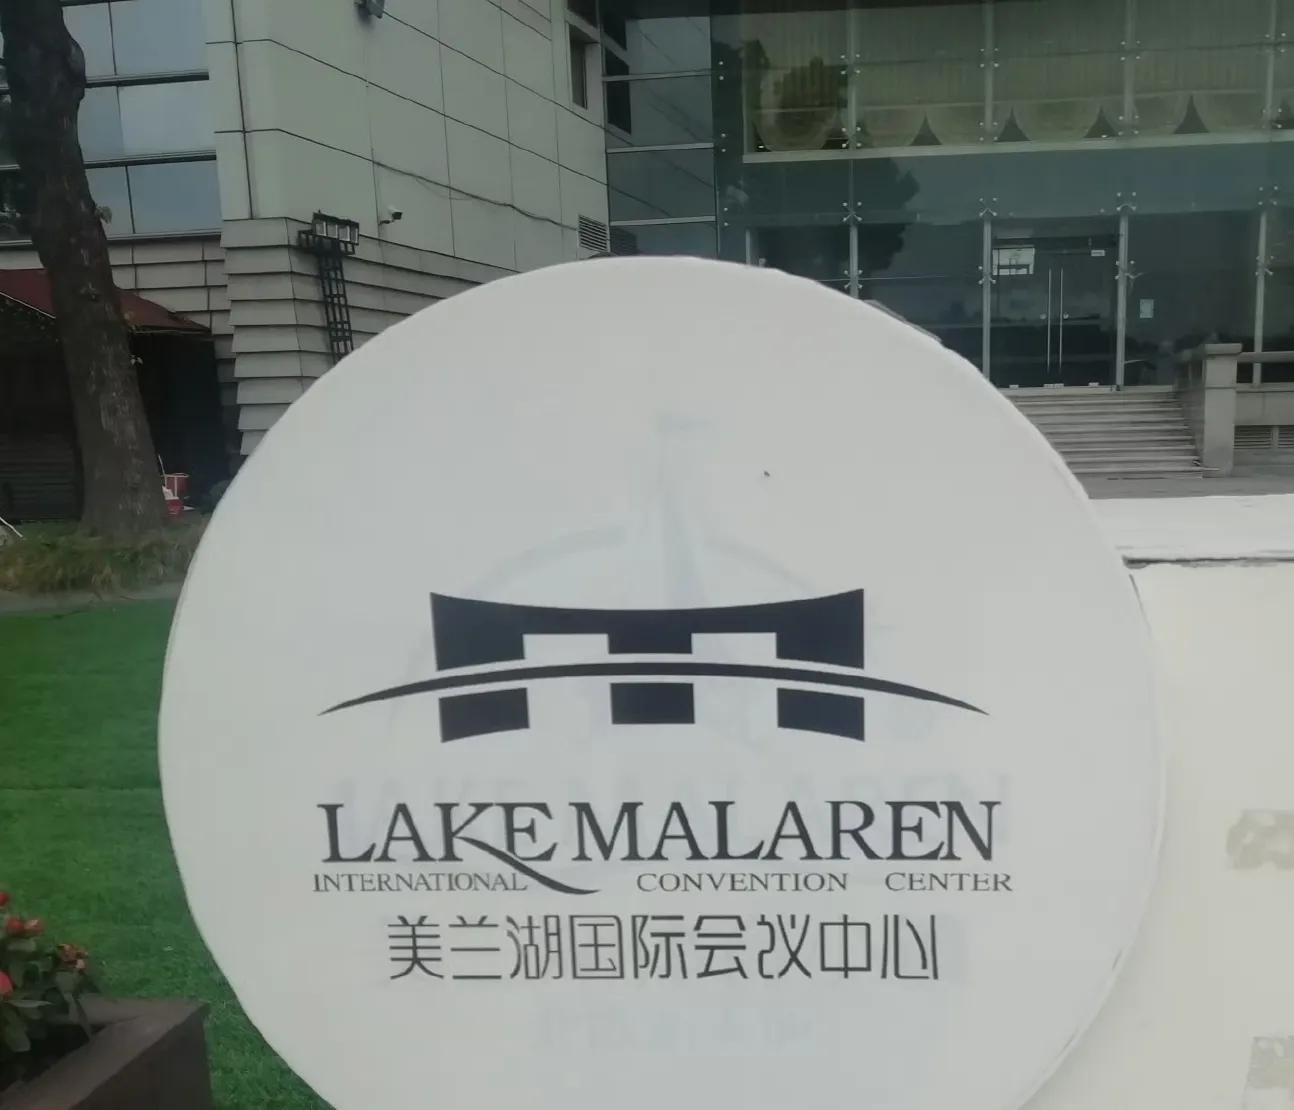 LAKE MALAREN
INTERNATIONAL CONVENTION CENTER
美兰湖国际会议中心